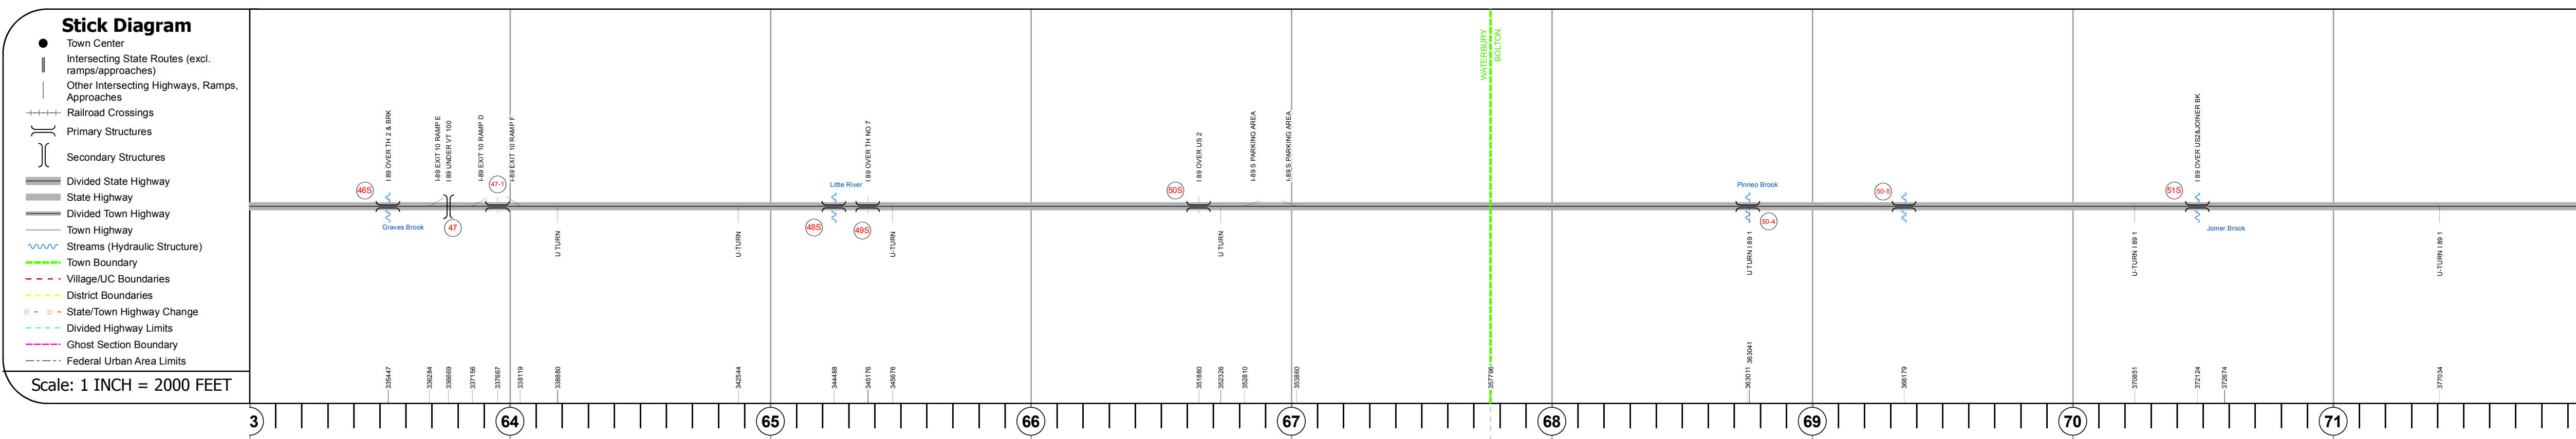 Stick Diagram
Town Center
Intersecting State Routes (excl.
ramps/approaches)
Other Intersecting Highways, Ramps,
Approaches
Railroad Crossings
Primary Structures
Secondary Structures
Divided State Highway
State Highway
Divided Town Highway
Town Highway
Streams (Hydraulic Structure)
Town Boundary
Village/UC Boundaries
District Boundaries
State/Town Highway Change
Divided Highway Limits
Ghost Section Boundary
Federal Urban Area Limits
Scale: 1 INCH = 2000 FEET
WATERBURY
BOLTON
I 89 OVER TH 2 & BRK
I-89 EXIT 10 RAMP E
I 89 UNDER VT 100
I-89 EXIT 10 RAMP D
I-89 EXIT 10 RAMP F
I 89 OVER TH NO 7
I 89 OVER US 2
I-89 S PARKING AREA
I-89 S PARKING AREA
I 89 OVER US2&JOINER BK
46S
47-1
Little River
50S
Pinneo Brook
50-5
51S
Graves Brook
47
48S
49S
50-4
Joiner Brook
U TURN
U-TURN
U-TURN
U TURN
U TURN I 89 1
U-TURN I 89 1
U-TURN I 89 1
335447
336284
336669
337156
337667
338119
338880
342544
344488
345176
345676
351880
352326
352810
353860
357796
363011
363041
366179
370851
372124
372674
377034
3
64
65
66
67
68
69
70
71